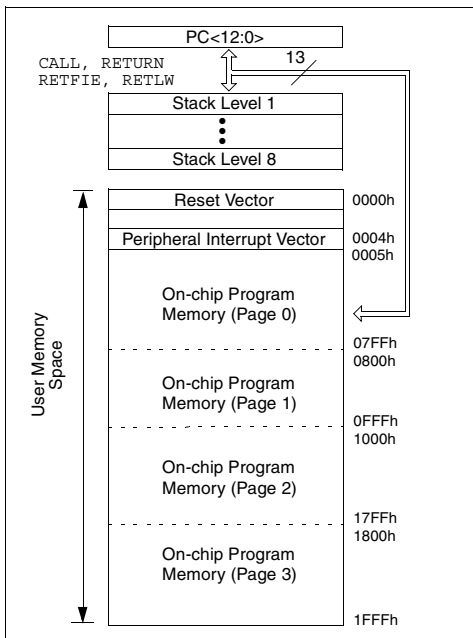 PC<12:0>
CALL, RETURN
RETFIE, RETLW
13
Stack Level 1
Stack Level 8
Reset Vector
0000h
Peripheral Interrupt Vector
0004h
0005h
On-chip Program
Memory (Page 0)
07FFh
0800h
On-chip Program
Memory (Page 1)
0FFFh
1000h
On-chip Program
Memory (Page 2)
17FFh
1800h
On-chip Program
Memory (Page 3)
1FFFh
User Memory
Space